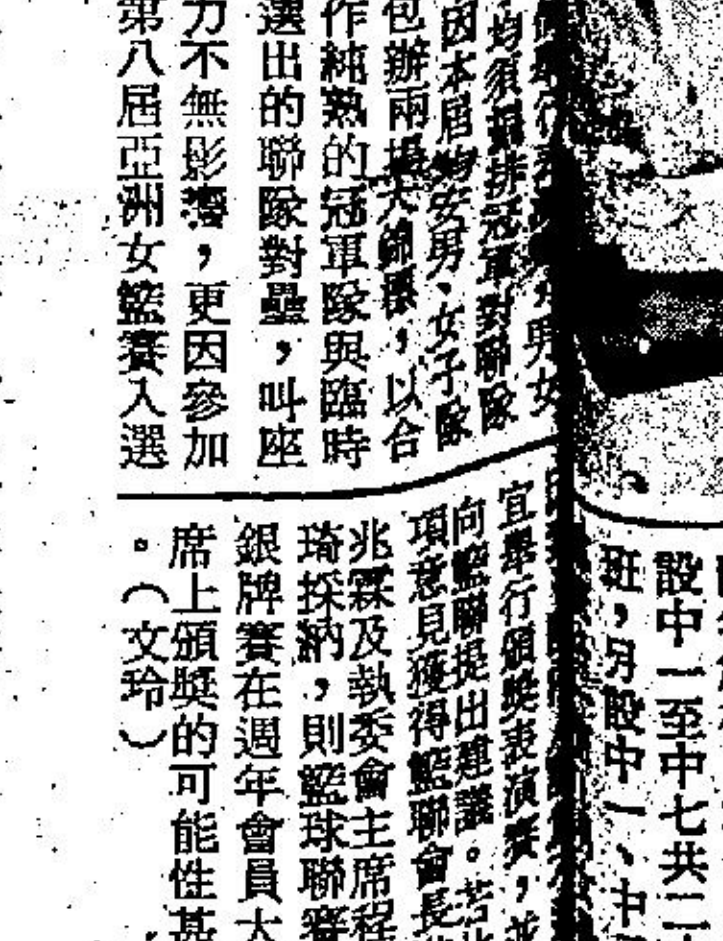 男女
均須編排冠軍對聯隊
因本屆 安男、女子隊
包辦兩 大錦標，以合
作純熟的冠軍隊與臨時
選出的聯隊對壘，叫座
力不無影響，更因參加
第八屆亞洲女籃賽入選
宜舉行頒獎表演賽，並
向籃聯提出建議。若此
項意見獲得籃聯會長
兆霖及執委會主席程
琦採納，則籃球聯賽
銀牌賽在週年會員大
席上頒獎的可能性甚
。（文玲）
設中一至中七共二
班，另設中一、中